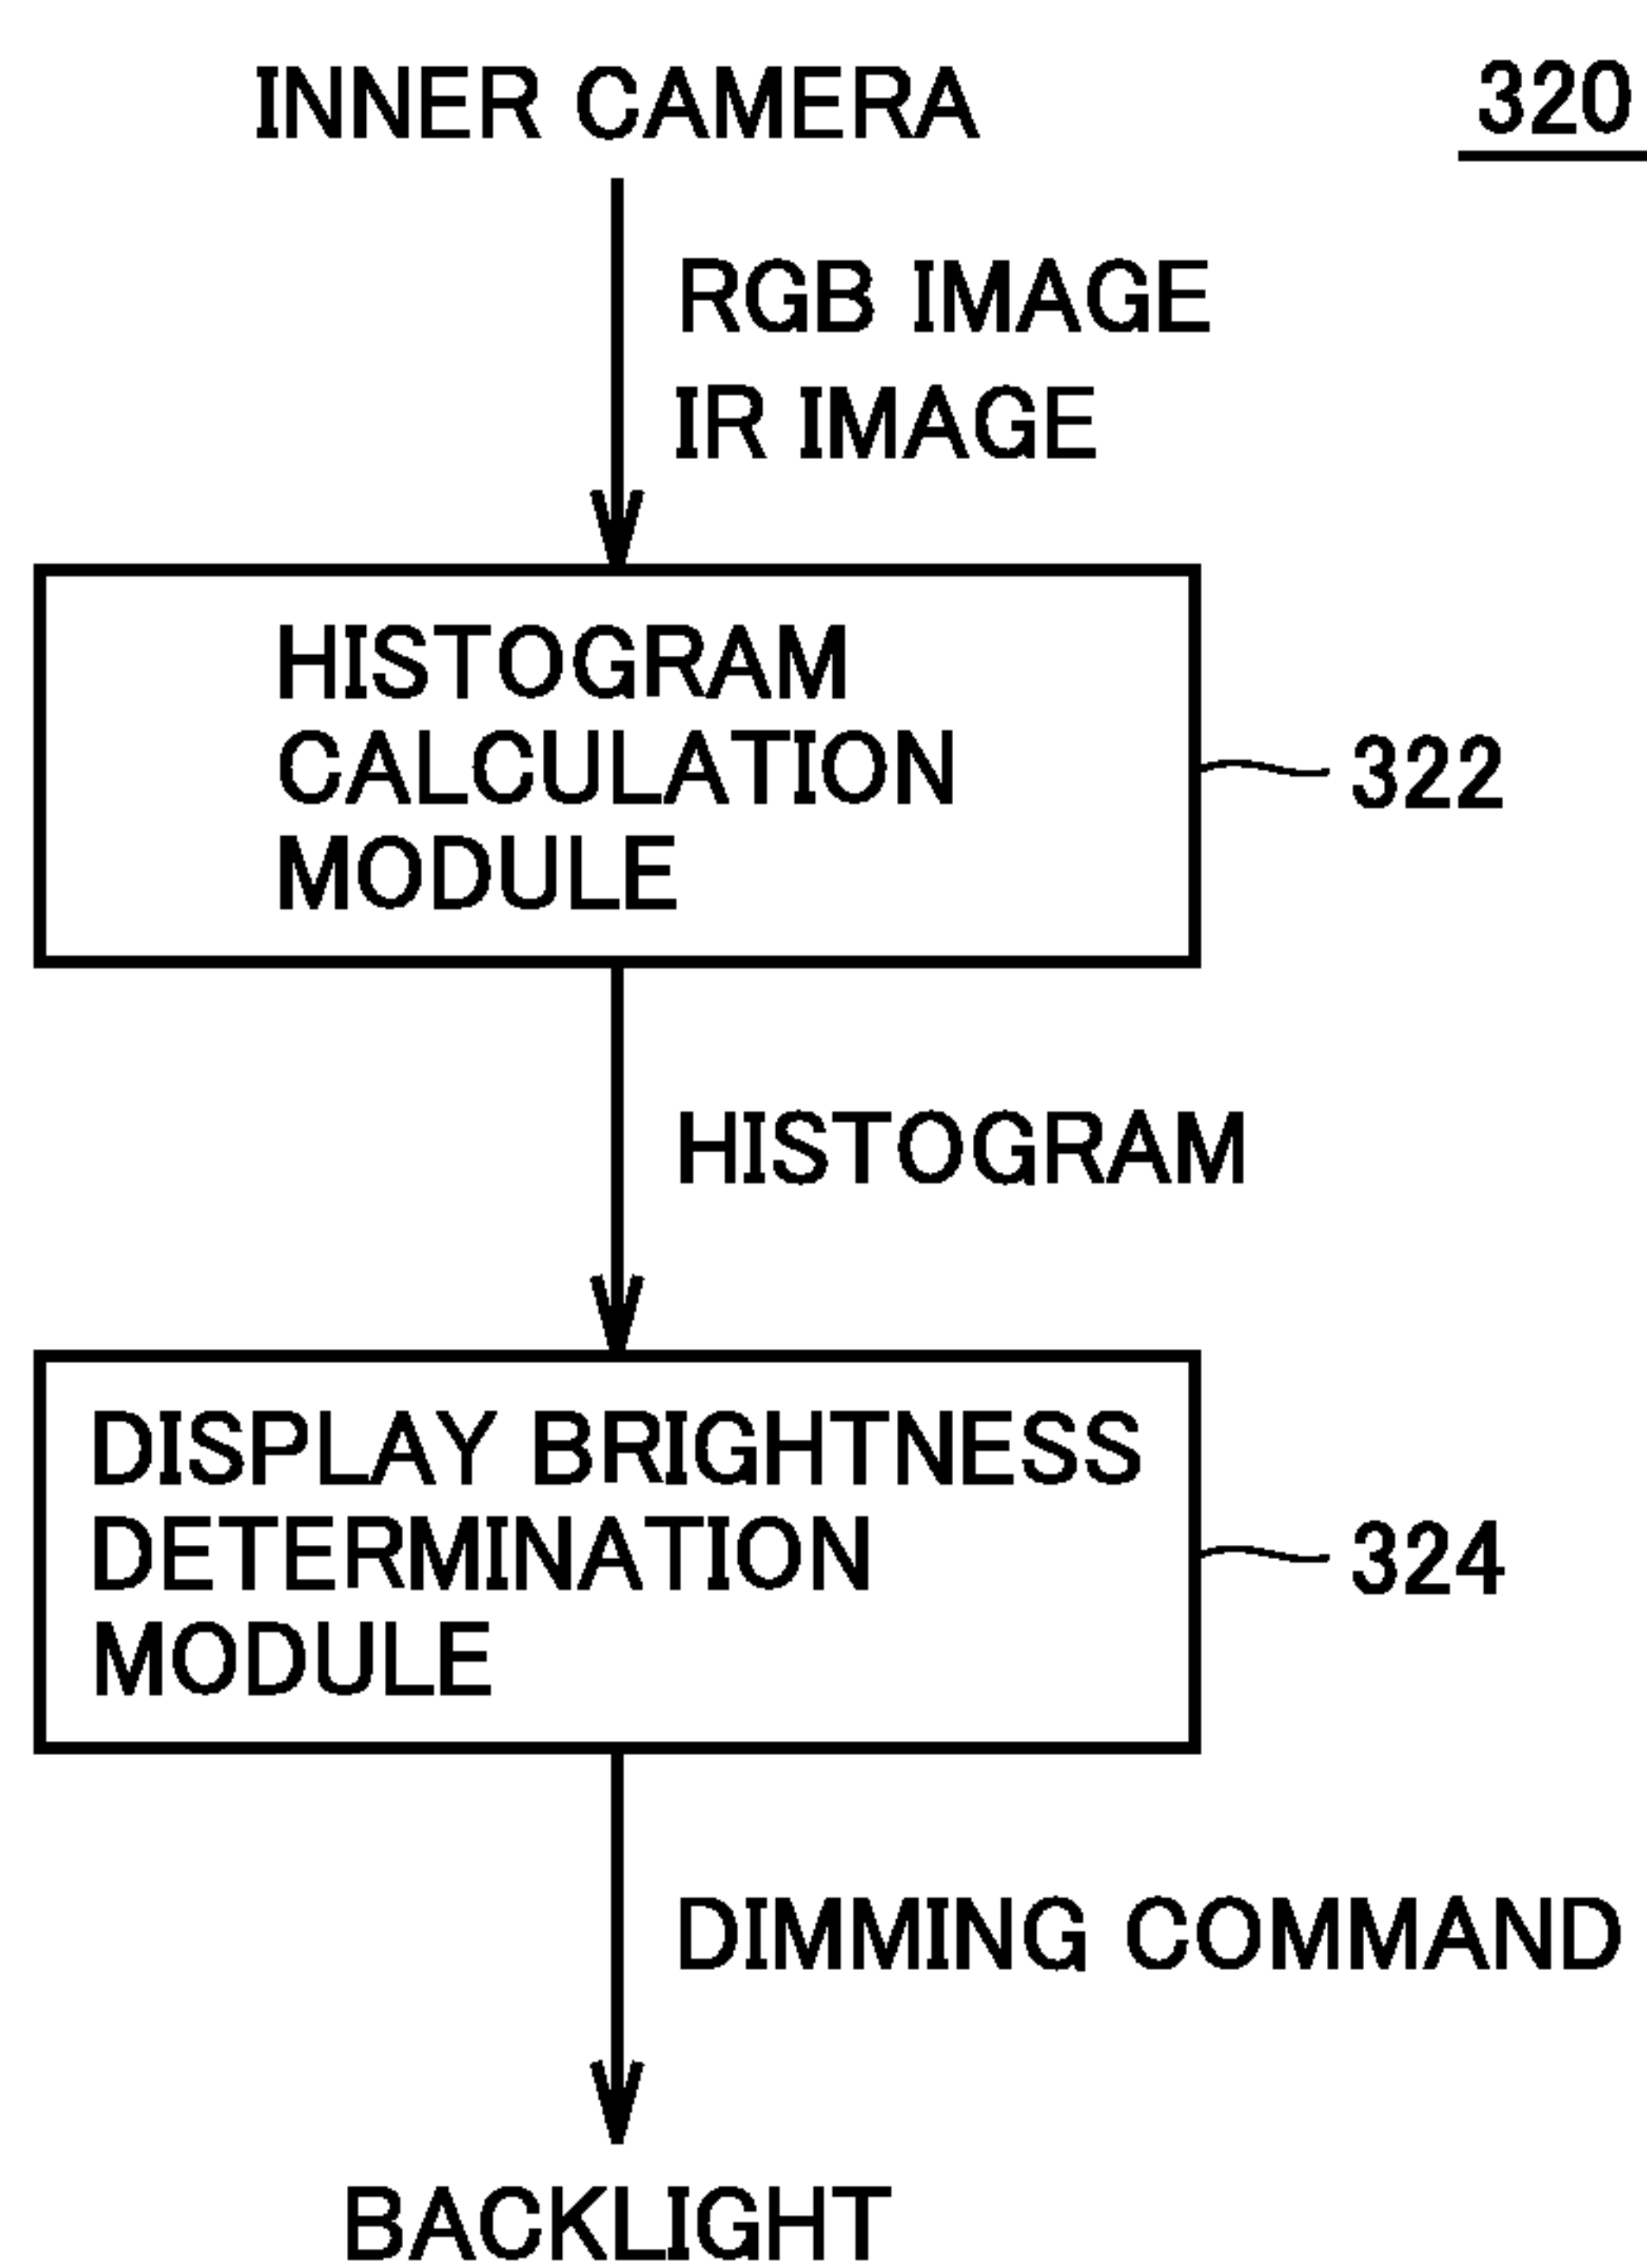 INNER CAMERA
320
RGB IMAGE
IR IMAGE
HISTOGRAM
CALCULATION
MODULE
322
HISTOGRAM
DISPLAY BRIGHTNESS
DETERMINATION
MODULE
324
DIMMING COMMAND
BACKLIGHT